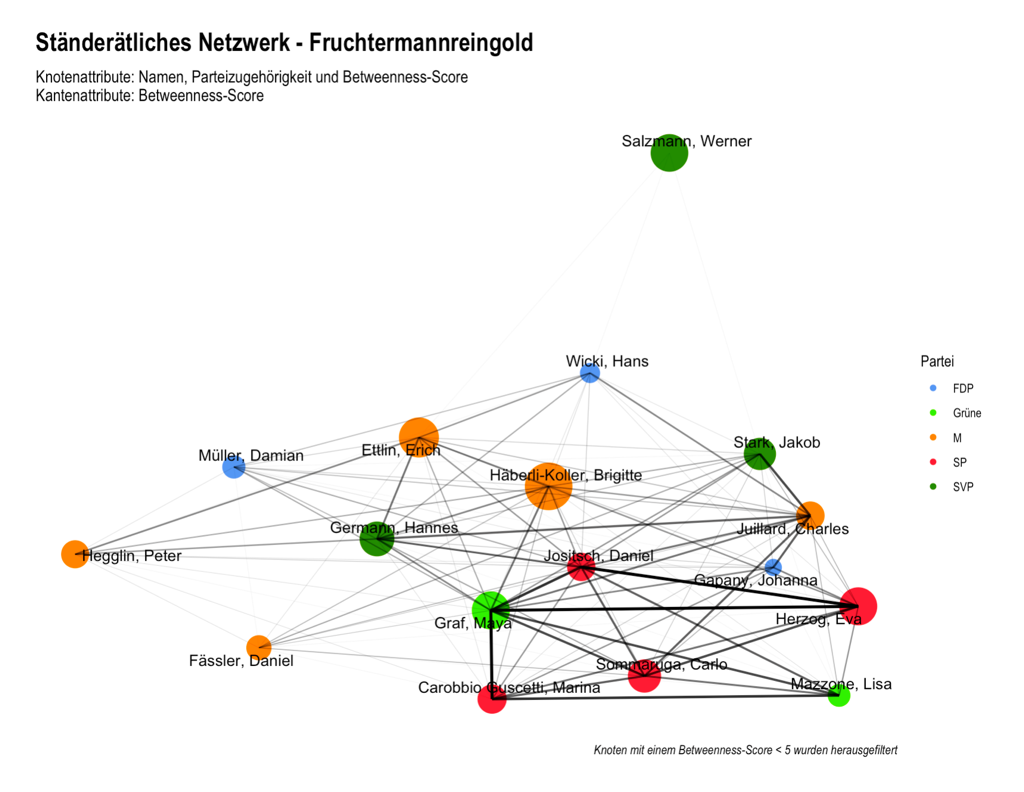 Ständerätliches Netzwerk - Fruchtermannreingold
Knotenattribute: Namen, Parteizugehörigkeit und Betweenness-Score
Kantenattribute: Betweenness-Score
Salzmann, Werner
Wicki, Hans
Stark, Jakob
Ettlin, Erich
Müller, Damian
Häberli-Koller, Brigitte
Germann, Hannes
Juillard, Charles
Hegglin, Peter
Jositsch, Daniel
Gapany, Johanna
Graf, Maya
Herzog, Eva
Fässler, Daniel
Sommaruga, Carlo
Carobbio Guscetti, Marina
Mazzone, Lisa
Partei
FDP
Grüne
M
SP
SVP
Knoten mit einem Betweenness-Score < 5 wurden herausgefiltert